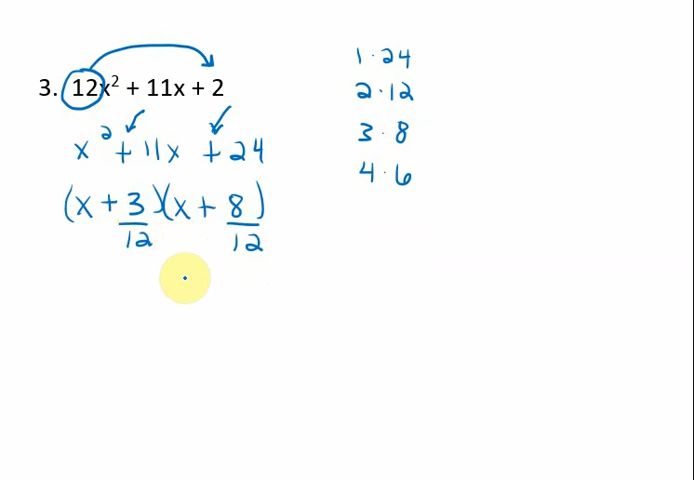 3. 12x² + 11x + 2
x² + 11x + 24
(x + 3/12)(x + 8/12)
1 · 24
2 · 12
3 · 8
4 · 6